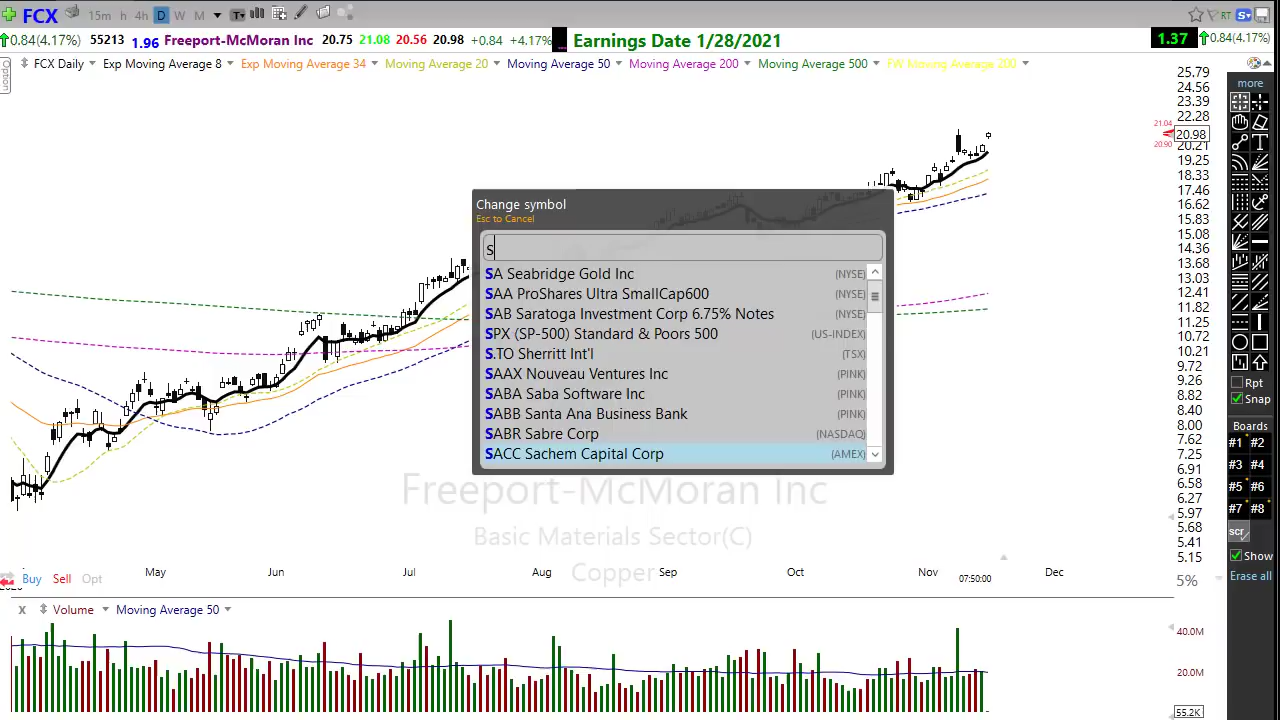 FCX 15m h 4h D W M T RT S
0.84(4.17%) 55213 1.96 Freeport-McMoran Inc 20.75 21.08 20.56 20.98 +0.84 +4.17% Earnings Date 1/28/2021 1.37 0.84(4.17%)
Option
FCX Daily Exp Moving Average 8 Exp Moving Average 34 Moving Average 20 Moving Average 50 Moving Average 200 Moving Average 500 FW Moving Average 200
25.79
24.56
23.39
22.28
21.04
20.98
20.90
20.21
19.25
18.33
17.46
16.62
15.83
15.08
14.36
13.68
13.03
12.41
11.82
11.25
10.72
10.21
9.72
9.26
8.82
8.40
8.00
7.62
7.25
6.91
6.58
6.27
5.97
5.68
5.41
5.15
5%
more
T
Rpt
Snap
Boards
#1 #2
#3 #4
#5 #6
#7 #8
scr
Show
Erase all
Change symbol
Esc to Cancel
S
SA Seabridge Gold Inc (NYSE)
SAA ProShares Ultra SmallCap600 (NYSE)
SAB Saratoga Investment Corp 6.75% Notes (NYSE)
SPX (SP-500) Standard & Poors 500 (US-INDEX)
S.TO Sherritt Int'l (TSX)
SAAX Nouveau Ventures Inc (PINK)
SABA Saba Software Inc (PINK)
SABB Santa Ana Business Bank (PINK)
SABR Sabre Corp (NASDAQ)
SACC Sachem Capital Corp (AMEX)
Freeport-McMoran Inc
Basic Materials Sector(C)
Copper
Buy Sell Opt
May Jun Jul Aug Sep Oct Nov Dec
07:50:00
X Volume Moving Average 50
40.0M
20.0M
55.2K